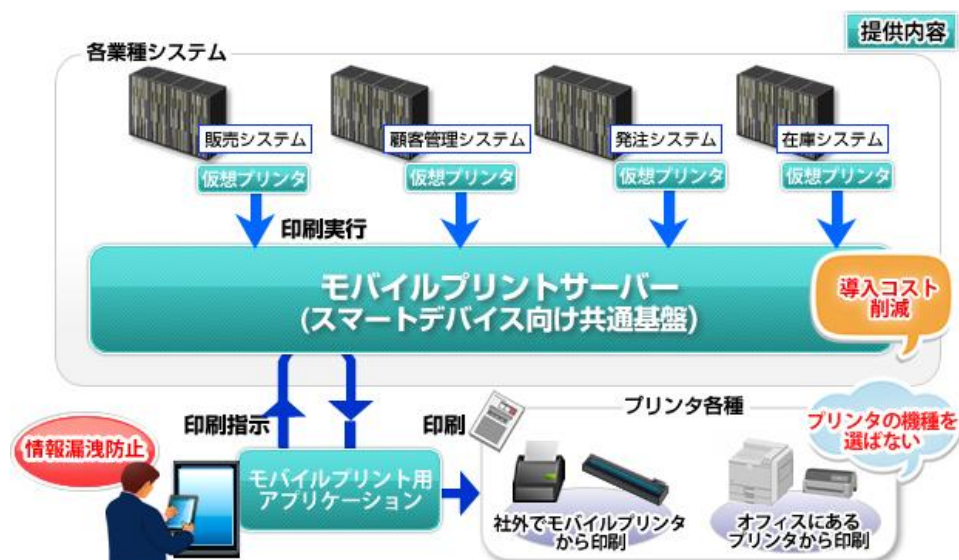 提供内容
各業種システム
販売システム
顧客管理システム
発注システム
在庫システム
仮想プリンタ
仮想プリンタ
仮想プリンタ
仮想プリンタ
印刷実行
モバイルプリントサーバー
(スマートデバイス向け共通基盤)
導入コスト
削減
印刷指示
印刷
プリンタ各種
プリンタの機種を
選ばない
情報漏洩防止
モバイルプリント用
アプリケーション
社外でモバイルプリンタ
から印刷
オフィスにある
プリンタから印刷